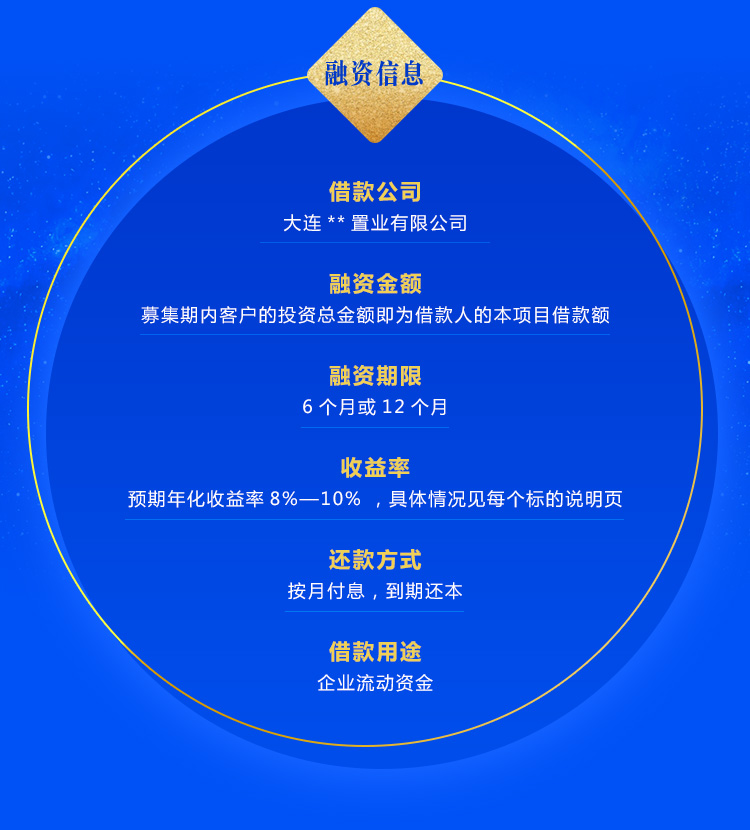 融资信息
借款公司
大连 ** 置业有限公司
融资金额
募集期内客户的投资总金额即为借款人的本项目借款额
融资期限
6 个月或 12 个月
收益率
预期年化收益率 8%—10% ，具体情况见每个标的说明页
还款方式
按月付息，到期还本
借款用途
企业流动资金